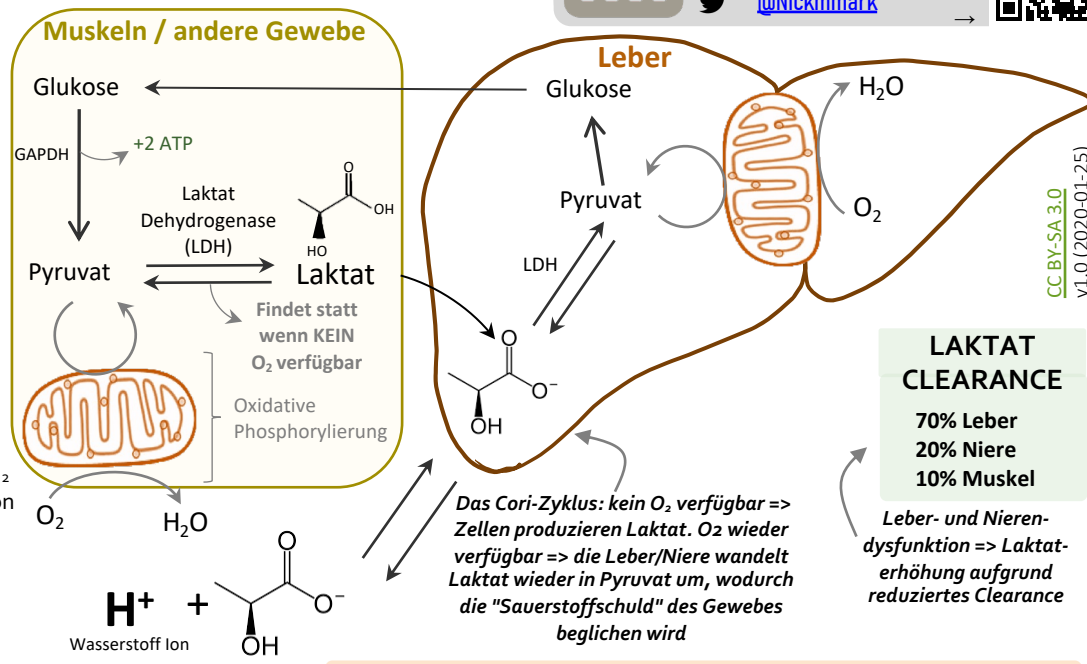 @Nickmmark
→
Muskeln / andere Gewebe
Glukose
GAPDH
+2 ATP
Laktat
Dehydrogenase
(LDH)
O
OH
HO
Pyruvat
Laktat
Findet statt
wenn KEIN
O₂ verfügbar
Oxidative
Phosphorylierung
2
on
O₂
H₂O
Leber
Glukose
Pyruvat
LDH
O
O⁻
OH
H₂O
O₂
CC BY-SA 3.0
v1.0 (2020-01-25)
LAKTAT
CLEARANCE
70% Leber
20% Niere
10% Muskel
Leber- und Nieren-
dysfunktion => Laktat-
erhöhung aufgrund
reduziertes Clearance
Das Cori-Zyklus: kein O₂ verfügbar =>
Zellen produzieren Laktat. O2 wieder
verfügbar => die Leber/Niere wandelt
Laktat wieder in Pyruvat um, wodurch
die "Sauerstoffschuld" des Gewebes
beglichen wird
H⁺ +
Wasserstoff Ion
O
O⁻
OH